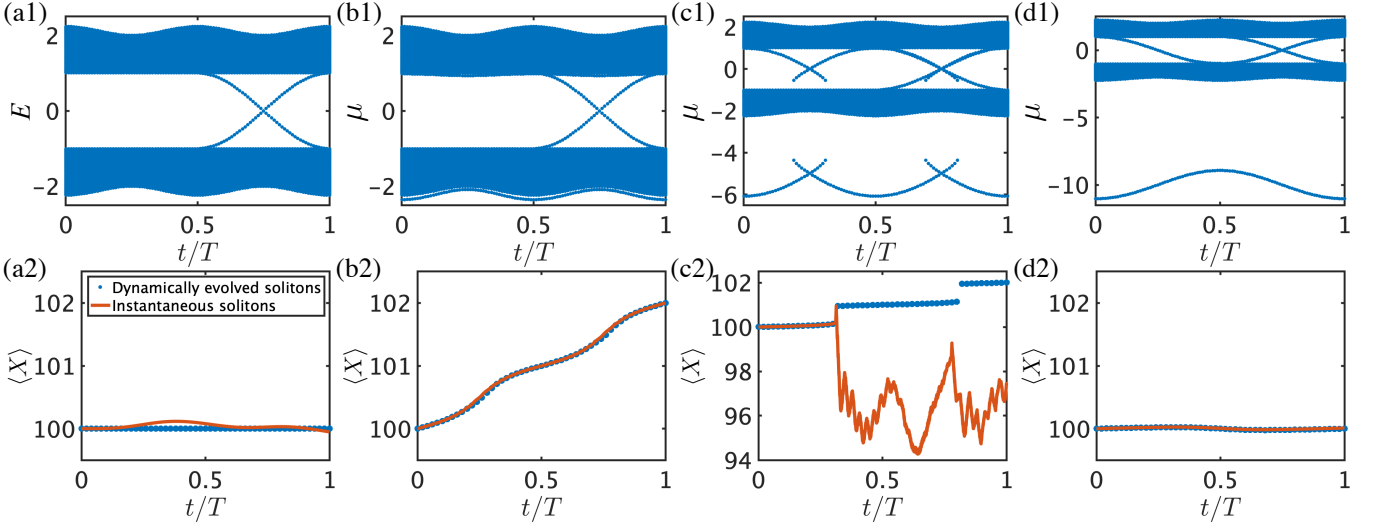 (a1)
2
0
−2
E
0
0.5
1
t/T
(b1)
2
0
−2
μ
0
0.5
1
t/T
(c1)
2
0
−2
−4
−6
μ
0
0.5
1
t/T
(d1)
0
−5
−10
μ
0
0.5
1
t/T
(a2)
Dynamically evolved solitons
Instantaneous solitons
102
101
100
⟨X⟩
0
0.5
1
t/T
(b2)
102
101
100
⟨X⟩
0
0.5
1
t/T
(c2)
102
100
98
96
94
⟨X⟩
0
0.5
1
t/T
(d2)
102
101
100
⟨X⟩
0
0.5
1
t/T